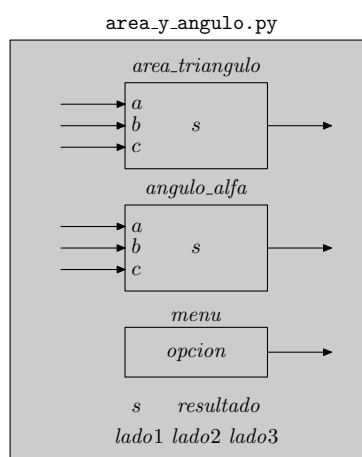 area_y_angulo.py
area_triangulo
a
b s
c
angulo_alfa
a
b s
c
menu
opcion
s resultado
lado1 lado2 lado3